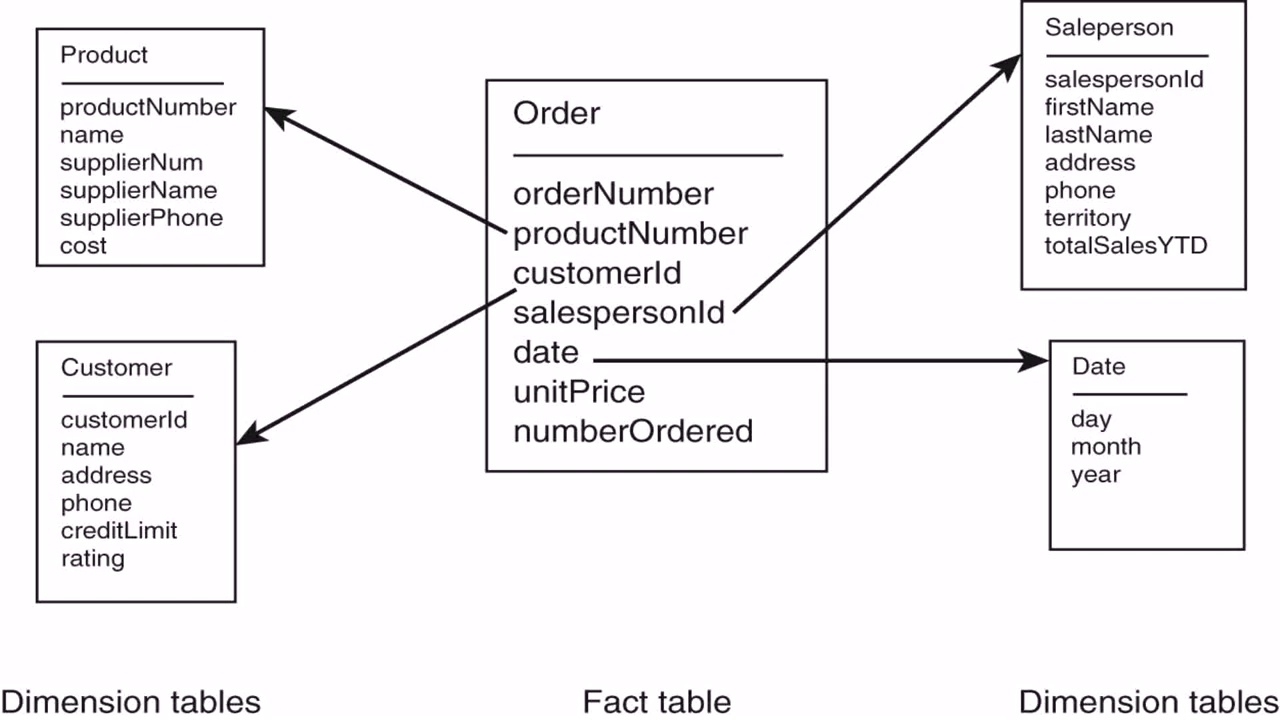 Product
productNumber
name
supplierNum
supplierName
supplierPhone
cost
Customer
customerId
name
address
phone
creditLimit
rating
Order
orderNumber
productNumber
customerId
salespersonId
date
unitPrice
numberOrdered
Saleperson
salespersonId
firstName
lastName
address
phone
territory
totalSalesYTD
Date
day
month
year
Dimension tables
Fact table
Dimension tables